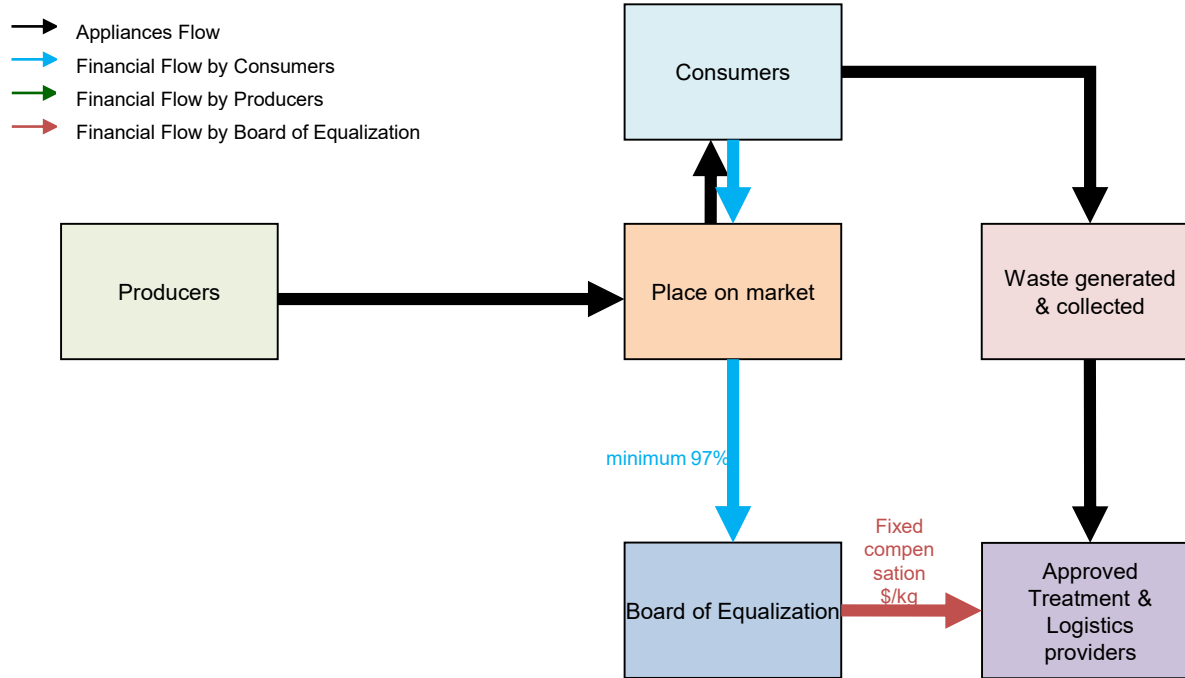 Appliances Flow
Financial Flow by Consumers
Financial Flow by Producers
Financial Flow by Board of Equalization
Consumers
Producers
Place on market
Waste generated
& collected
minimum 97%
Fixed
compen
sation
$/kg
Board of Equalization
Approved
Treatment &
Logistics
providers